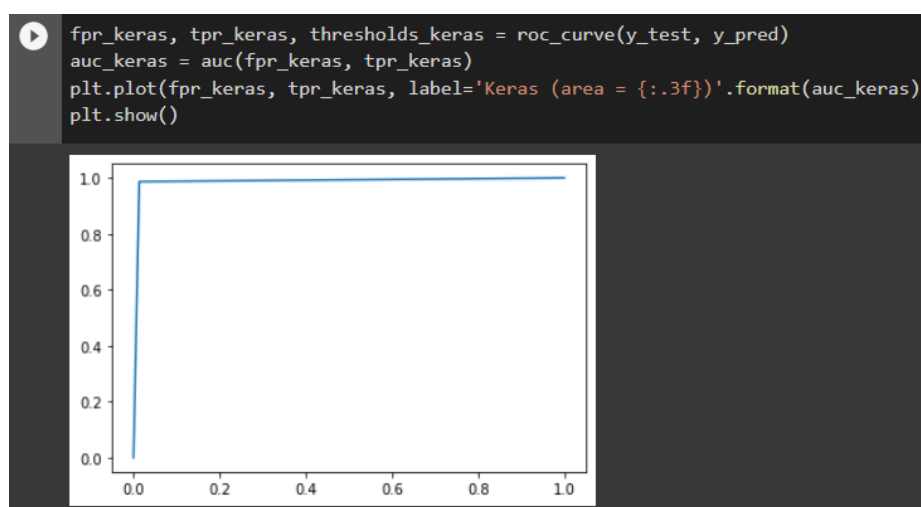 fpr_keras, tpr_keras, thresholds_keras = roc_curve(y_test, y_pred)
auc_keras = auc(fpr_keras, tpr_keras)
plt.plot(fpr_keras, tpr_keras, label='Keras (area = {:.3f})'.format(auc_keras)
plt.show()
1.0
0.8
0.6
0.4
0.2
0.0
0.0 0.2 0.4 0.6 0.8 1.0